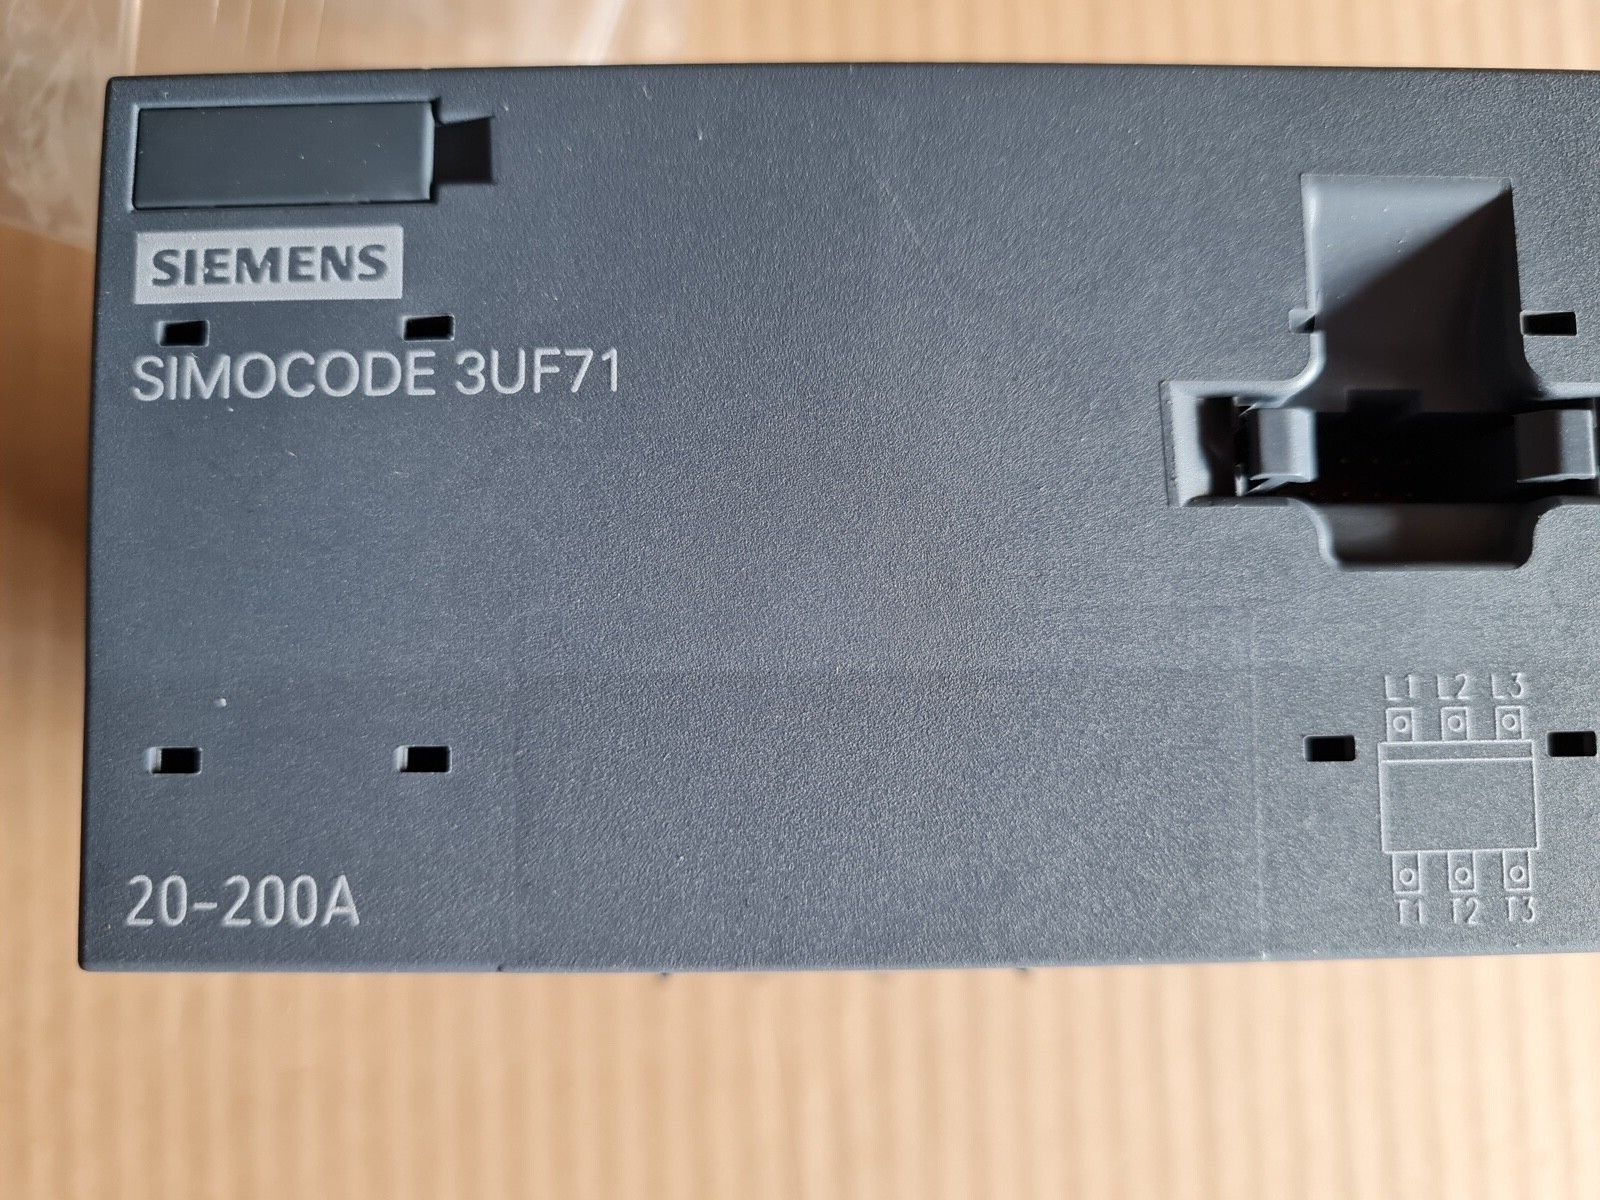 SIEMENS
SIMOCODE 3UF71
L1 L2 L3
20-200A
T1 T2 T3